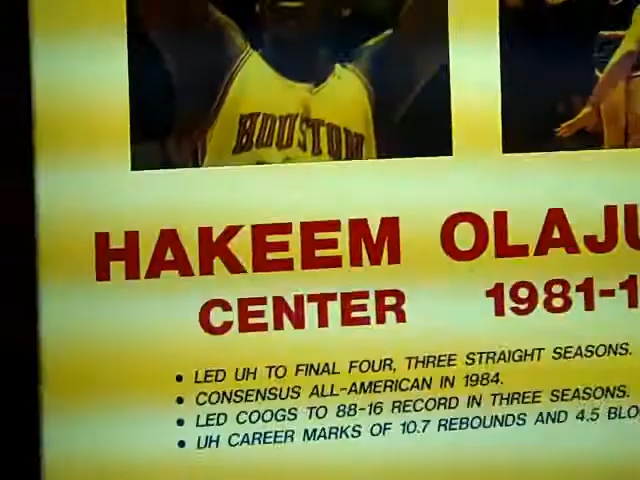 HOUSTON
HAKEEM OLAJU
CENTER 1981-1
• LED UH TO FINAL FOUR, THREE STRAIGHT SEASONS.
• CONSENSUS ALL-AMERICAN IN 1984.
• LED COOGS TO 88-16 RECORD IN THREE SEASONS.
• UH CAREER MARKS OF 10.7 REBOUNDS AND 4.5 BLO